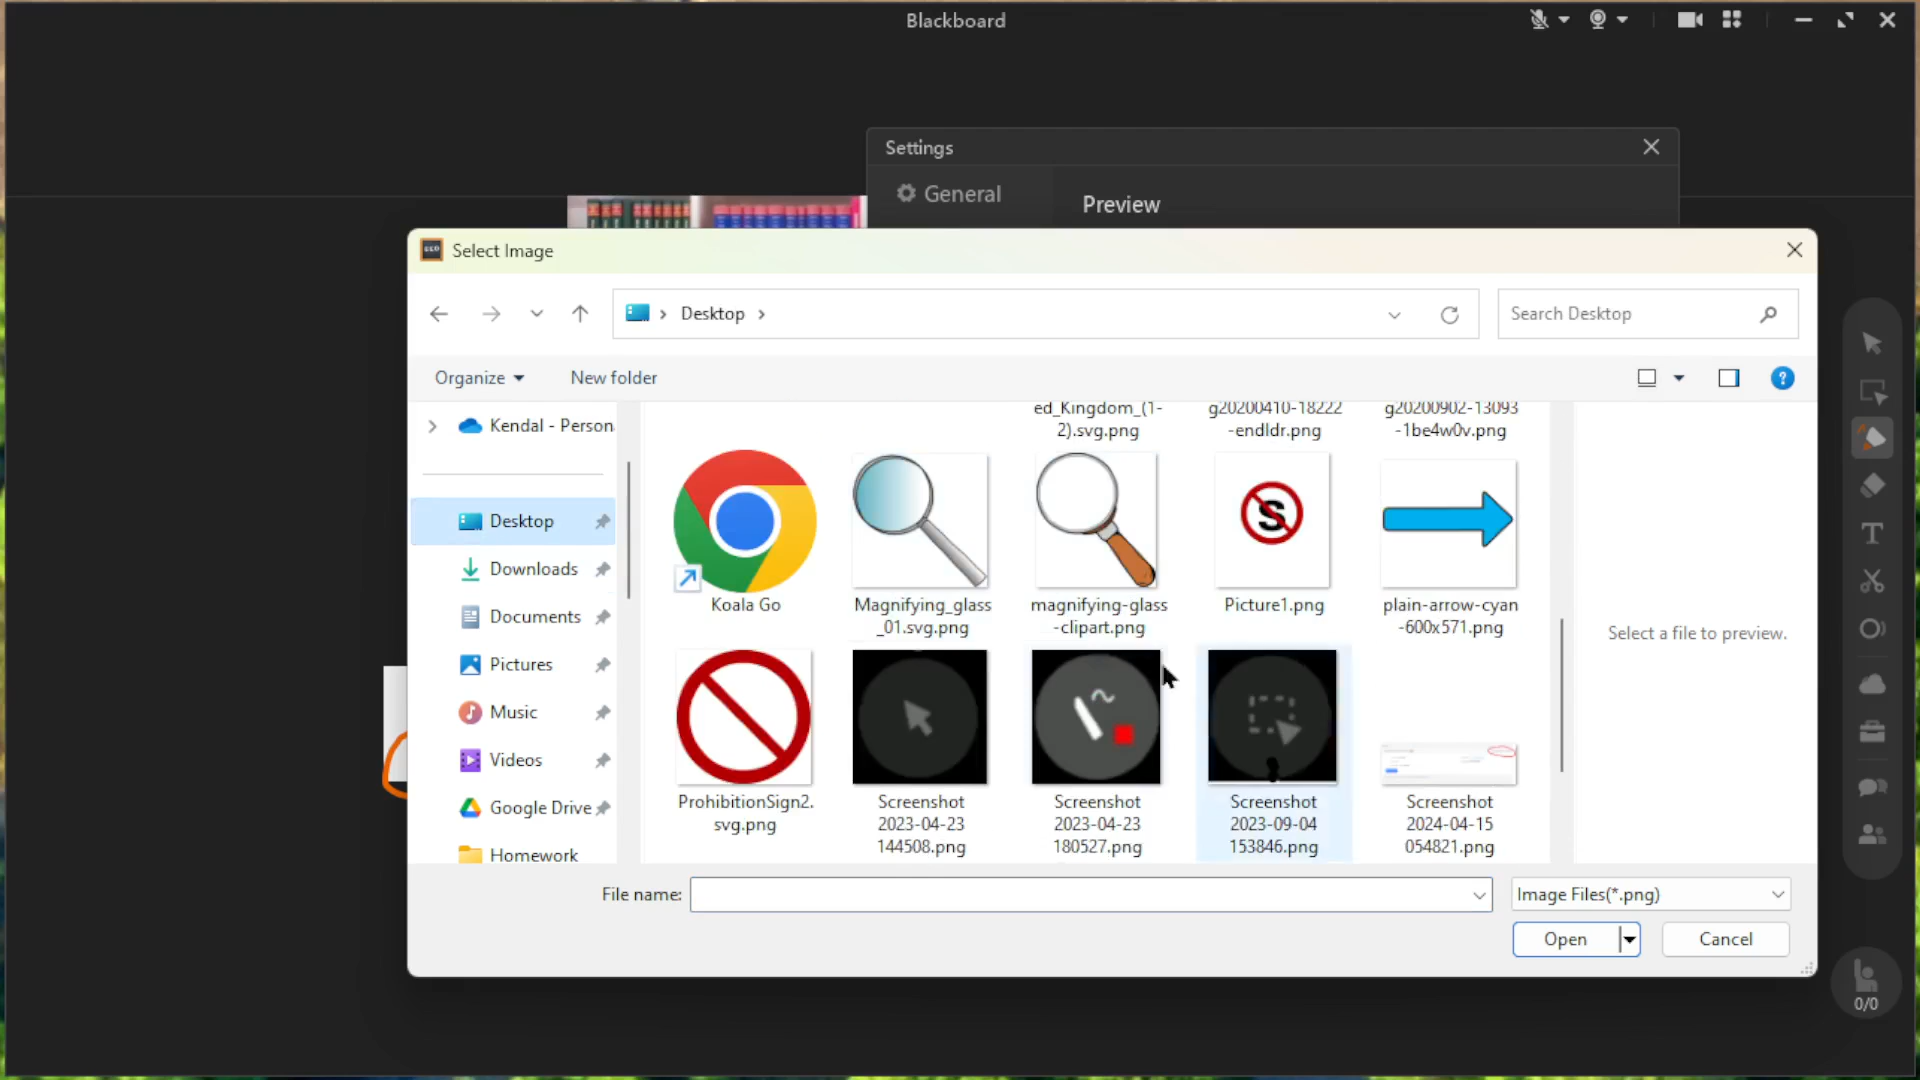 Blackboard
Settings
General
Preview
Select Image
Desktop
Search Desktop
Organize
New folder
Kendal - Person
Desktop
Downloads
Documents
Pictures
Music
Videos
Google Drive
Homework
ed_Kingdom_(1-
2).svg.png
g20200410-18222
-endldr.png
g20200902-13093
-1be4w0v.png
Koala Go
Magnifying_glass
_01.svg.png
magnifying-glass
-clipart.png
S
Picture1.png
plain-arrow-cyan
-600x571.png
ProhibitionSign2.
svg.png
Screenshot
2023-04-23
144508.png
Screenshot
2023-04-23
180527.png
Screenshot
2023-09-04
153846.png
Screenshot
2024-04-15
054821.png
Select a file to preview.
File name:
Image Files(*.png)
Open
Cancel
0/0